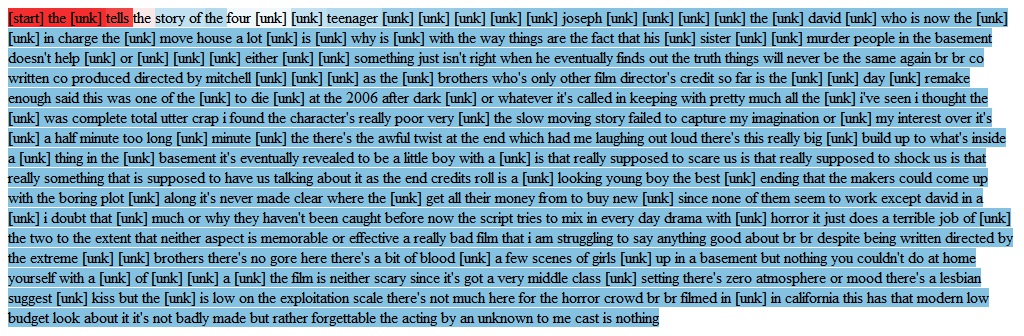 [start] the [unk] tells the story of the four [unk] [unk] teenager [unk] [unk] [unk] [unk] [unk] joseph [unk] [unk] [unk] [unk] the [unk] david [unk] who is now the [unk]
[unk] in charge the [unk] move house a lot [unk] is [unk] why is [unk] with the way things are the fact that his [unk] sister [unk] [unk] murder people in the basement
doesn't help [unk] or [unk] [unk] [unk] either [unk] [unk] something just isn't right when he eventually finds out the truth things will never be the same again br br co
written co produced directed by mitchell [unk] [unk] [unk] as the [unk] brothers who's only other film director's credit so far is the [unk] [unk] day [unk] remake
enough said this was one of the [unk] to die [unk] at the 2006 after dark [unk] or whatever it's called in keeping with pretty much all the [unk] i've seen i thought the
[unk] was complete total utter crap i found the character's really poor very [unk] the slow moving story failed to capture my imagination or [unk] my interest over it's
[unk] a half minute too long [unk] minute [unk] the there's the awful twist at the end which had me laughing out loud there's this really big [unk] build up to what's inside
a [unk] thing in the [unk] basement it's eventually revealed to be a little boy with a [unk] is that really supposed to scare us is that really supposed to shock us is that
really something that is supposed to have us talking about it as the end credits roll is a [unk] looking young boy the best [unk] ending that the makers could come up
with the boring plot [unk] along it's never made clear where the [unk] get all their money from to buy new [unk] since none of them seem to work except david in a
[unk] i doubt that [unk] much or why they haven't been caught before now the script tries to mix in every day drama with [unk] horror it just does a terrible job of [unk]
the two to the extent that neither aspect is memorable or effective a really bad film that i am struggling to say anything good about br br despite being written directed by
the extreme [unk] [unk] brothers there's no gore here there's a bit of blood [unk] a few scenes of girls [unk] up in a basement but nothing you couldn't do at home
yourself with a [unk] of [unk] [unk] a [unk] the film is neither scary since it's got a very middle class [unk] setting there's zero atmosphere or mood there's a lesbian
suggest [unk] kiss but the [unk] is low on the exploitation scale there's not much here for the horror crowd br br filmed in [unk] in california this has that modern low
budget look about it it's not badly made but rather forgettable the acting by an unknown to me cast is nothing